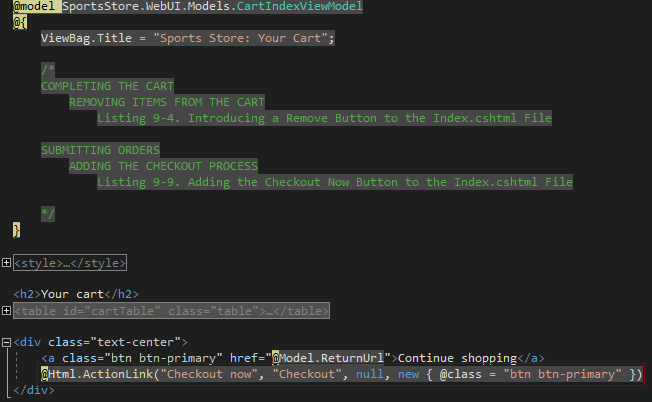 @model SportsStore.WebUI.Models.CartIndexViewModel
@{
ViewBag.Title = "Sports Store: Your Cart";
/*
COMPLETING THE CART
REMOVING ITEMS FROM THE CART
Listing 9-4. Introducing a Remove Button to the Index.cshtml File
SUBMITTING ORDERS
ADDING THE CHECKOUT PROCESS
Listing 9-9. Adding the Checkout Now Button to the Index.cshtml File
*/
}
<style>…</style>
<h2>Your cart</h2>
<table id="cartTable" class="table">…</table>
<div class="text-center">
<a class="btn btn-primary" href="@Model.ReturnUrl">Continue shopping</a>
@Html.ActionLink("Checkout now", "Checkout", null, new { @class = "btn btn-primary" })
</div>